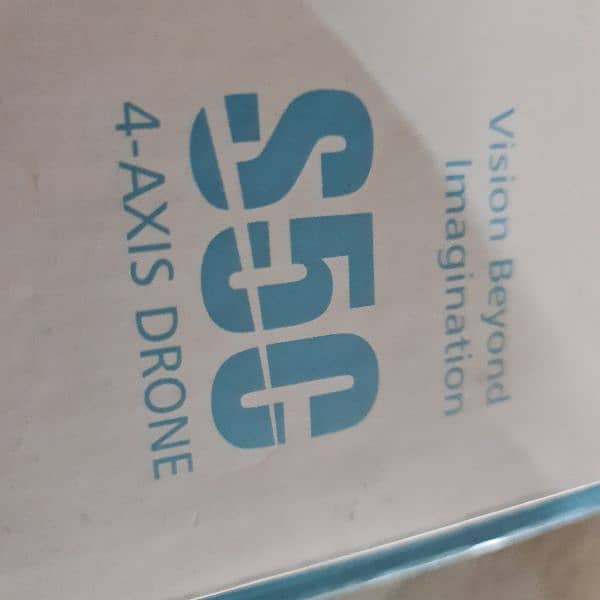 Vision Beyond
Imagination
S5C
4-AXIS DRONE